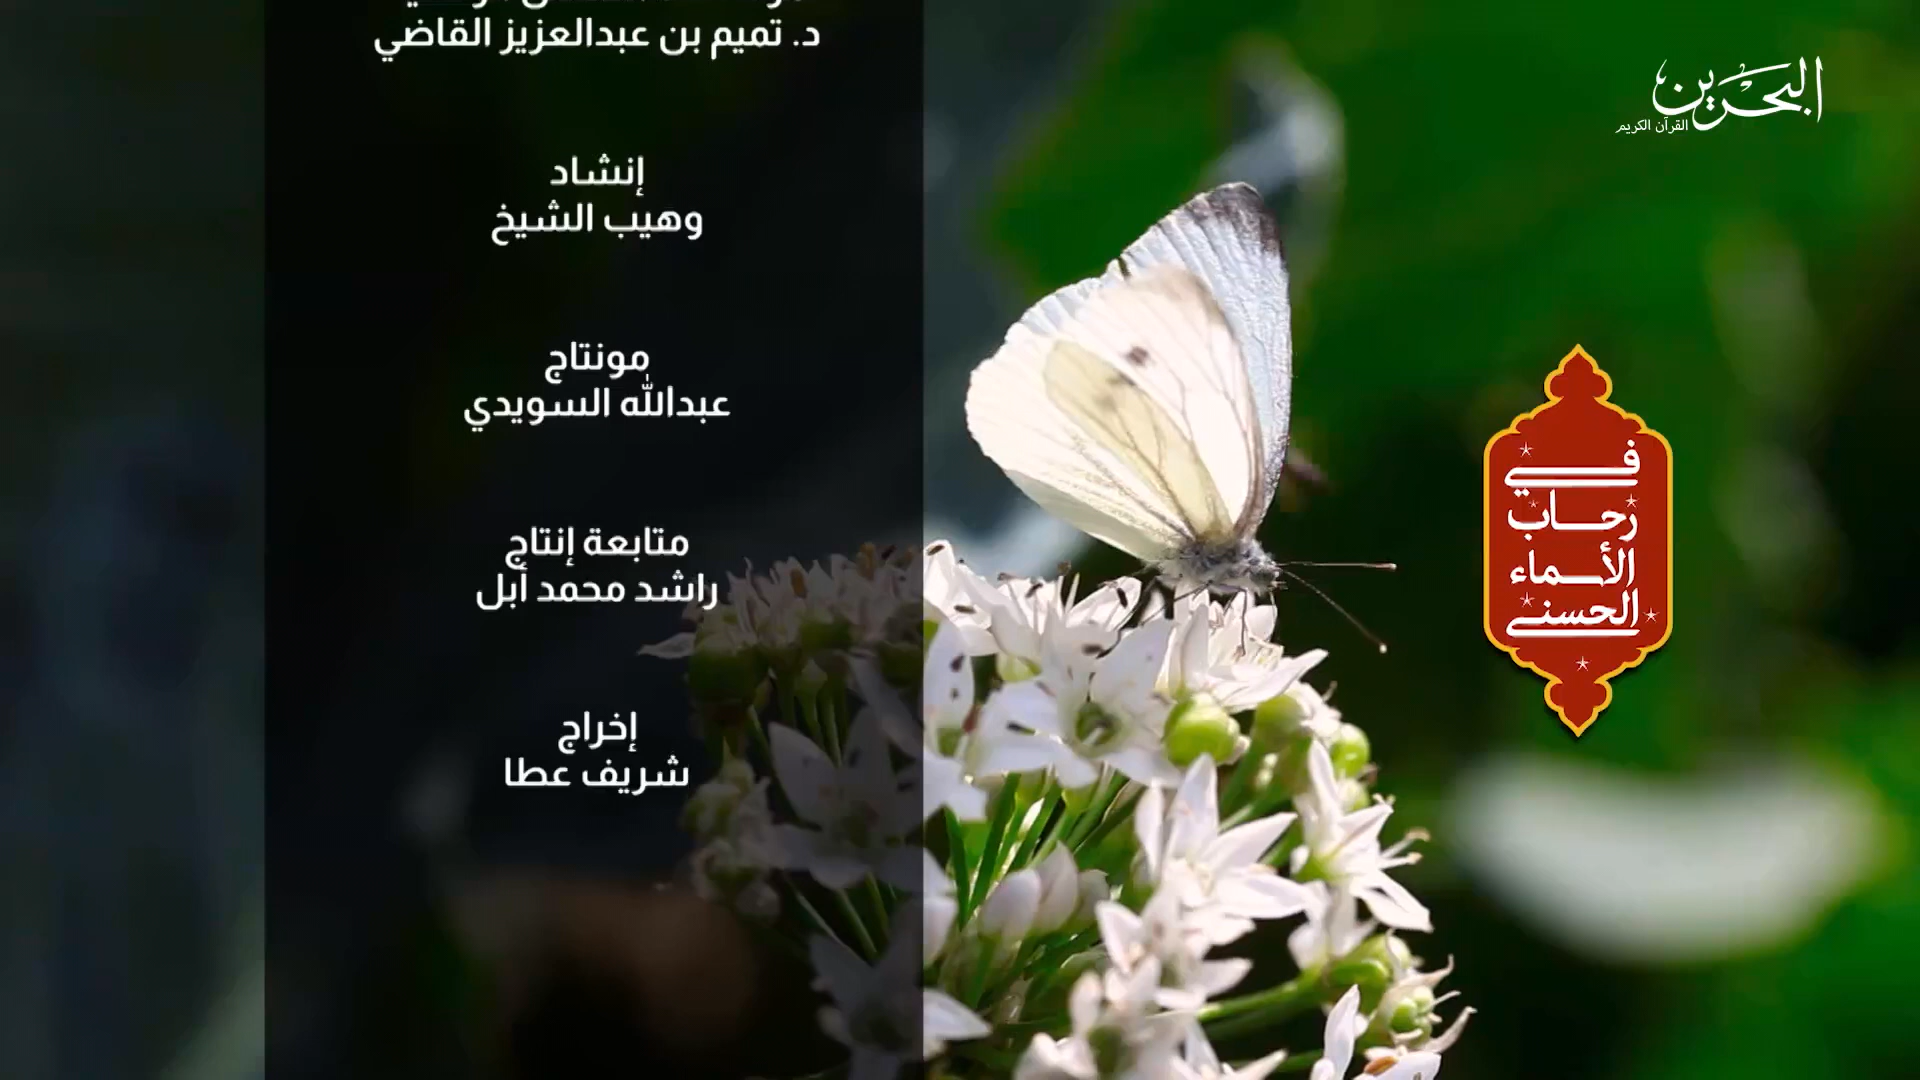 د. تميم بن عبدالعزيز القاضي
إنشاد
وهيب الشيخ
مونتاج
عبدالله السويدي
متابعة إنتاج
راشد محمد أبل
إخراج
شريف عطا
البحرين
القرآن الكريم
في
رحاب
الأسماء
الحسنى